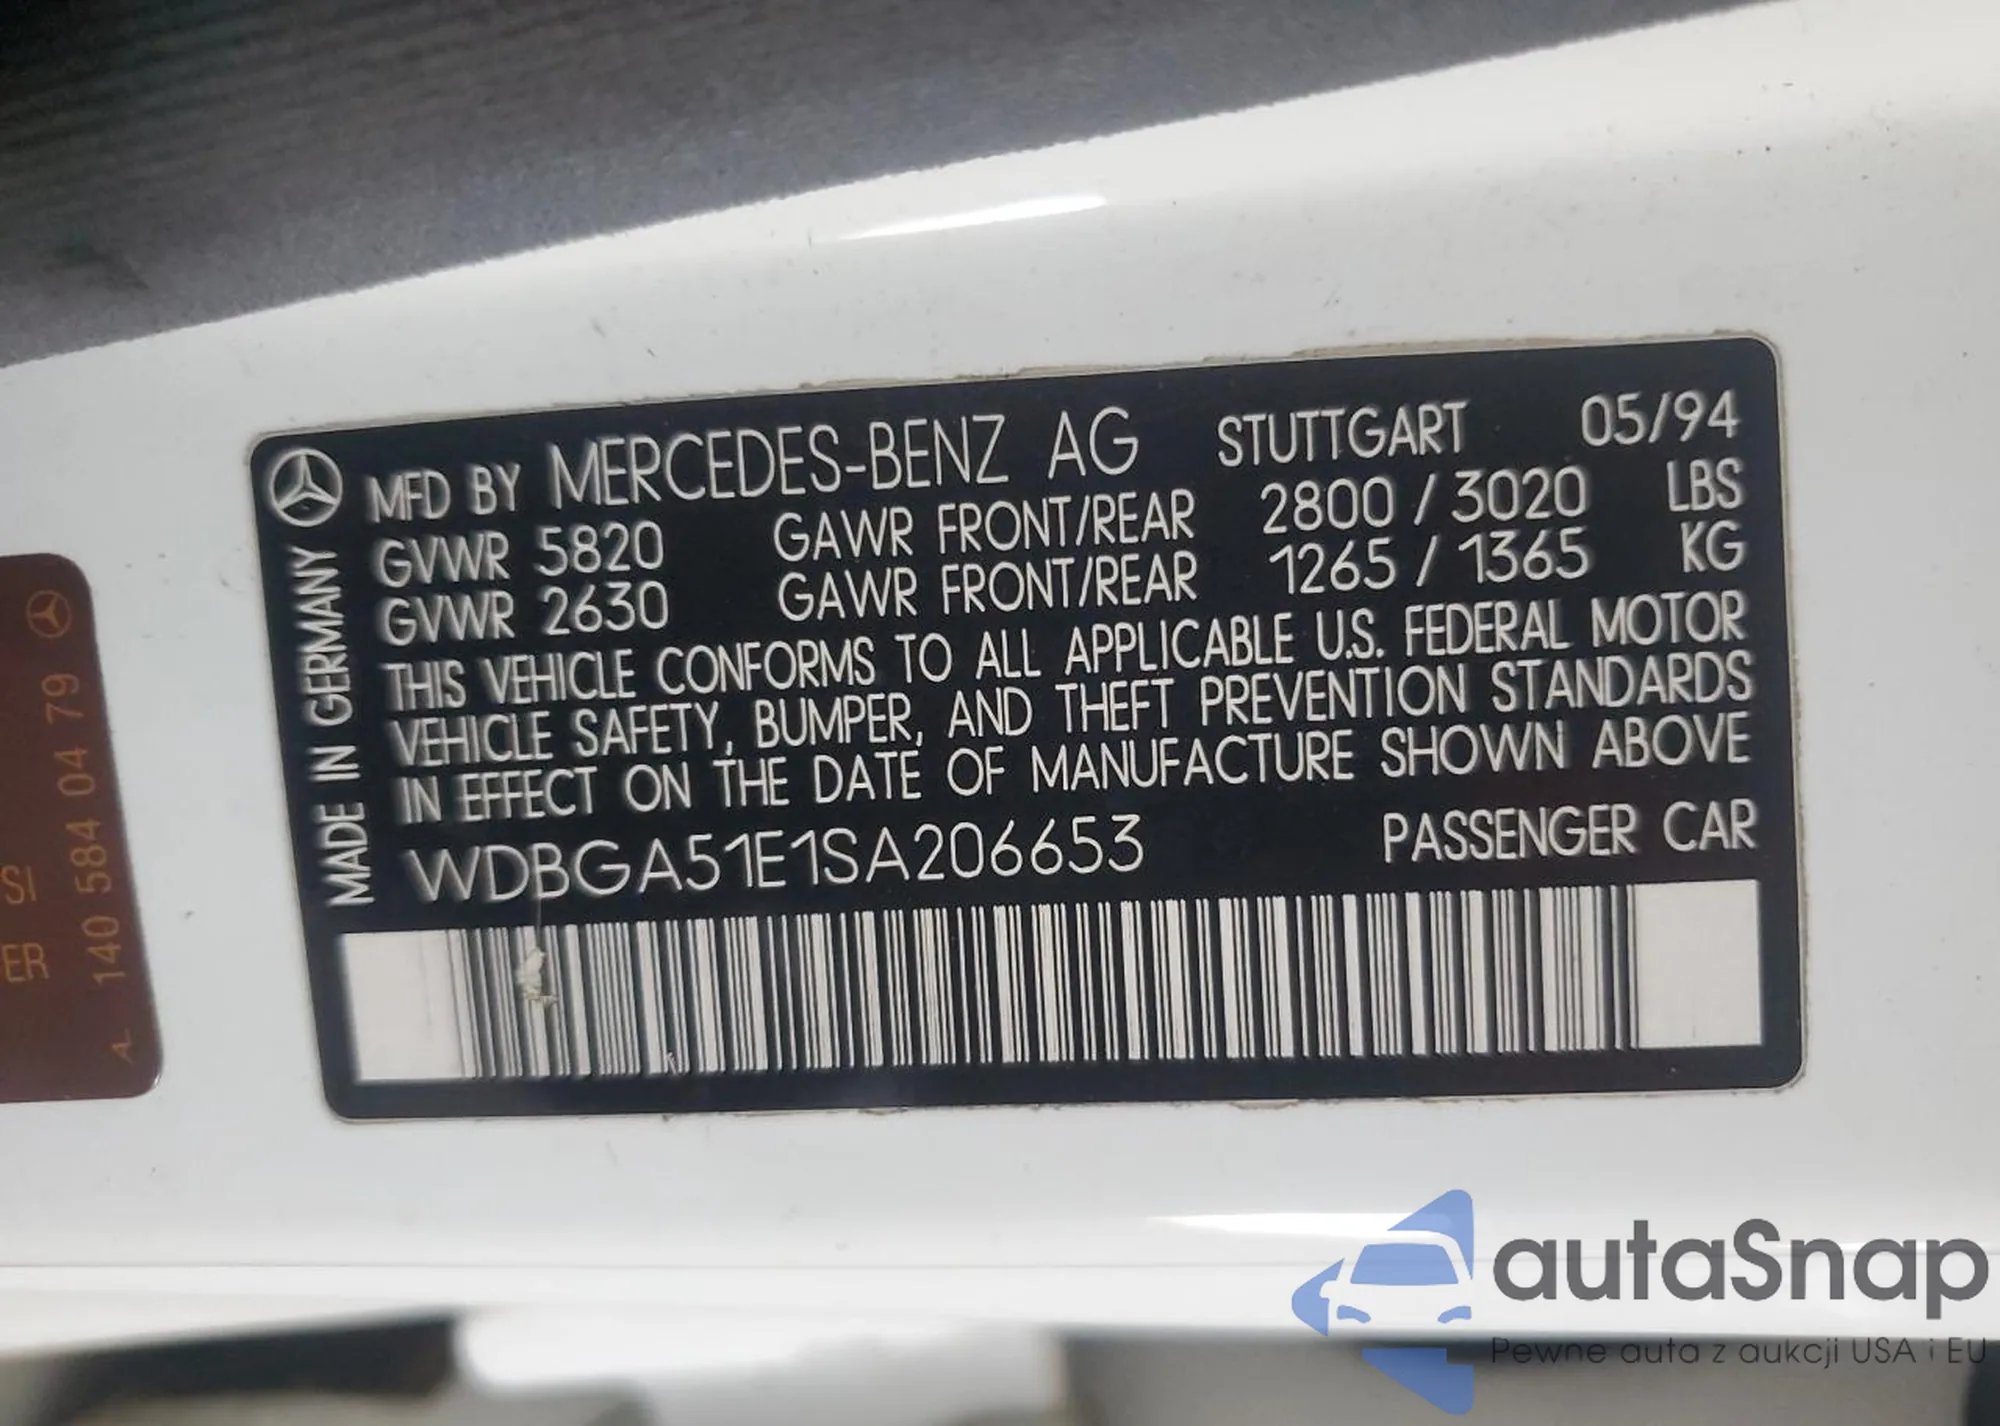 MFD BY MERCEDES-BENZ AG STUTTGART 05/94
GVWR 5820 GAWR FRONT/REAR 2800 / 3020 LBS
GVWR 2630 GAWR FRONT/REAR 1265 / 1365 KG
THIS VEHICLE CONFORMS TO ALL APPLICABLE U.S. FEDERAL MOTOR
VEHICLE SAFETY, BUMPER, AND THEFT PREVENTION STANDARDS
IN EFFECT ON THE DATE OF MANUFACTURE SHOWN ABOVE
WDBGA51E1SA206653 PASSENGER CAR
MADE IN GERMANY
SI
ER
140 584 04 79
autaSnap
Pewne auta z aukcji USA i EU